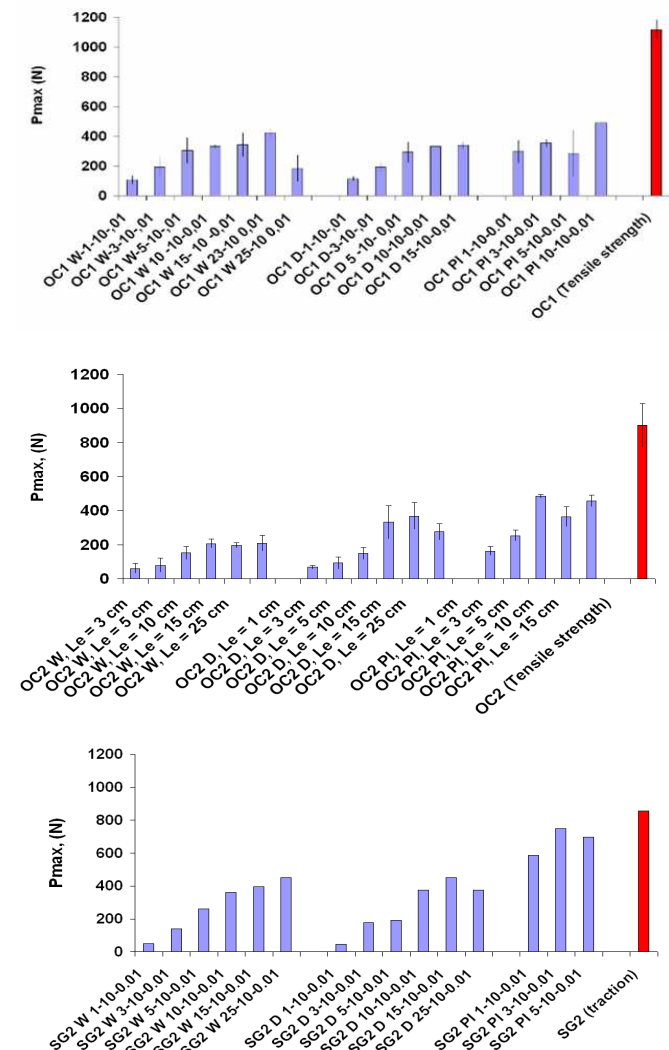 1200
1000
800
600
400
200
0
Pmax (N)
OC1 W-1-10-,01
OC1 W-3-10-,01
OC1 W-5-10-,01
OC1 W 10 -10-0,01
OC1 W 15-10 -0,01
OC1 W 23-10 0,01
OC1 W 25-10 0,01
OC1 D-1-10-,01
OC1 D-3-10-,01
OC1 D 5 -10- 0,01
OC1 D 10-10-0,01
OC1 D 15-10-0,01
OC1 PI 1-10-0.01
OC1 PI 3-10-0.01
OC1 PI 5-10-0.01
OC1 PI 10-10-0.01
OC1 (Tensile strength)
1200
1000
800
600
400
200
0
Pmax, (N)
OC2 W, Le = 3 cm
OC2 W, Le = 5 cm
OC2 W, Le = 10 cm
OC2 W, Le = 15 cm
OC2 W, Le = 25 cm
OC2 D, Le = 1 cm
OC2 D, Le = 3 cm
OC2 D, Le = 5 cm
OC2 D, Le = 10 cm
OC2 D, Le = 15 cm
OC2 D, Le = 25 cm
OC2 PI, Le = 1 cm
OC2 PI, Le = 3 cm
OC2 PI, Le = 5 cm
OC2 PI, Le = 10 cm
OC2 PI, Le = 15 cm
OC2 (Tensile strength)
1200
1000
800
600
400
200
0
Pmax, (N)
SG2 W 1-10-0.01
SG2 W 3-10-0.01
SG2 W 5-10-0.01
SG2 W 10-10-0.01
SG2 W 15-10-0.01
SG2 W 25-10-0.01
SG2 D 1-10-0.01
SG2 D 3-10-0.01
SG2 D 5-10-0.01
SG2 D 10-10-0.01
SG2 D 15-10-0.01
SG2 D 25-10-0.01
SG2 PI 1-10-0.01
SG2 PI 3-10-0.01
SG2 PI 5-10-0.01
SG2 (traction)